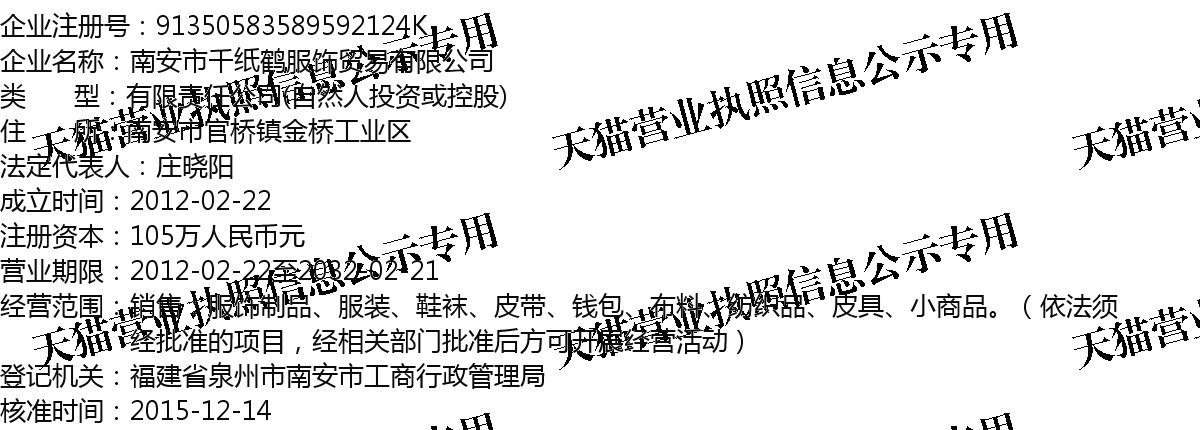 企业注册号：91350583589592124K
企业名称：南安市千纸鹤服饰贸易有限公司
类　　型：有限责任公司(自然人投资或控股)
住　　所：南安市官桥镇金桥工业区
法定代表人：庄晓阳
成立时间：2012-02-22
注册资本：105万人民币元
营业期限：2012-02-22至2032-02-21
经营范围：销售：服饰制品、服装、鞋袜、皮带、钱包、布料、纺织品、皮具、小商品。（依法须
经批准的项目，经相关部门批准后方可开展经营活动）
登记机关：福建省泉州市南安市工商行政管理局
核准时间：2015-12-14
天猫营业执照信息公示专用
天猫营业执照信息公示专用
天猫营业
天猫营业执照信息公示专用
天猫营业执照信息公示专用
天猫营业
专用
专用